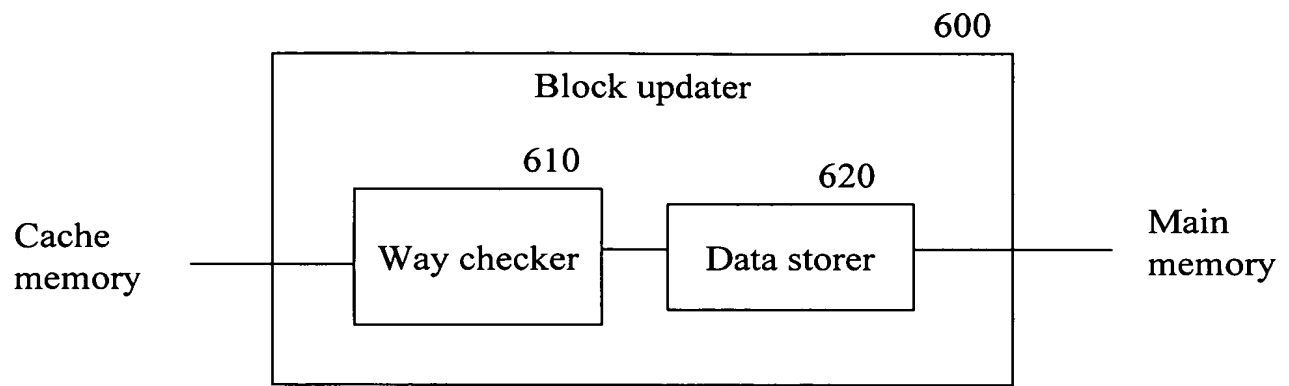 600
Block updater
610
620
Cache
memory
Way checker
Data storer
Main
memory